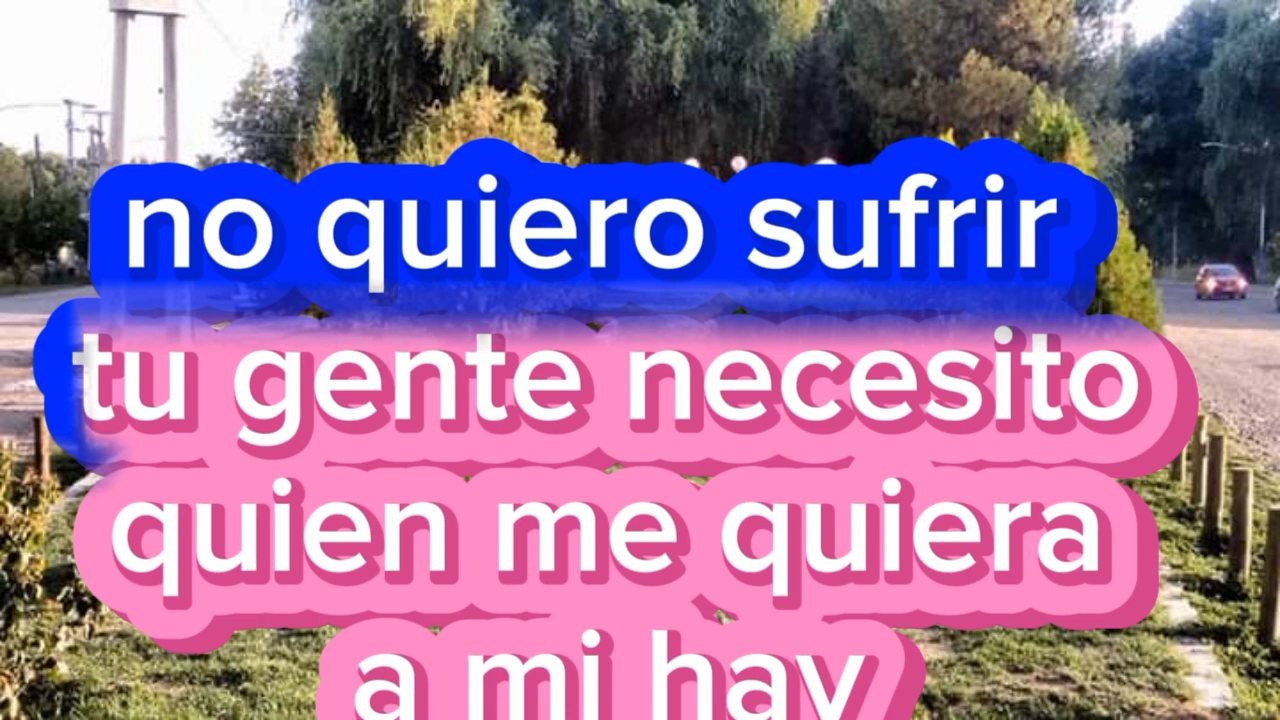 no quiero sufrir
tu gente necesito
quien me quiera
a mi hay